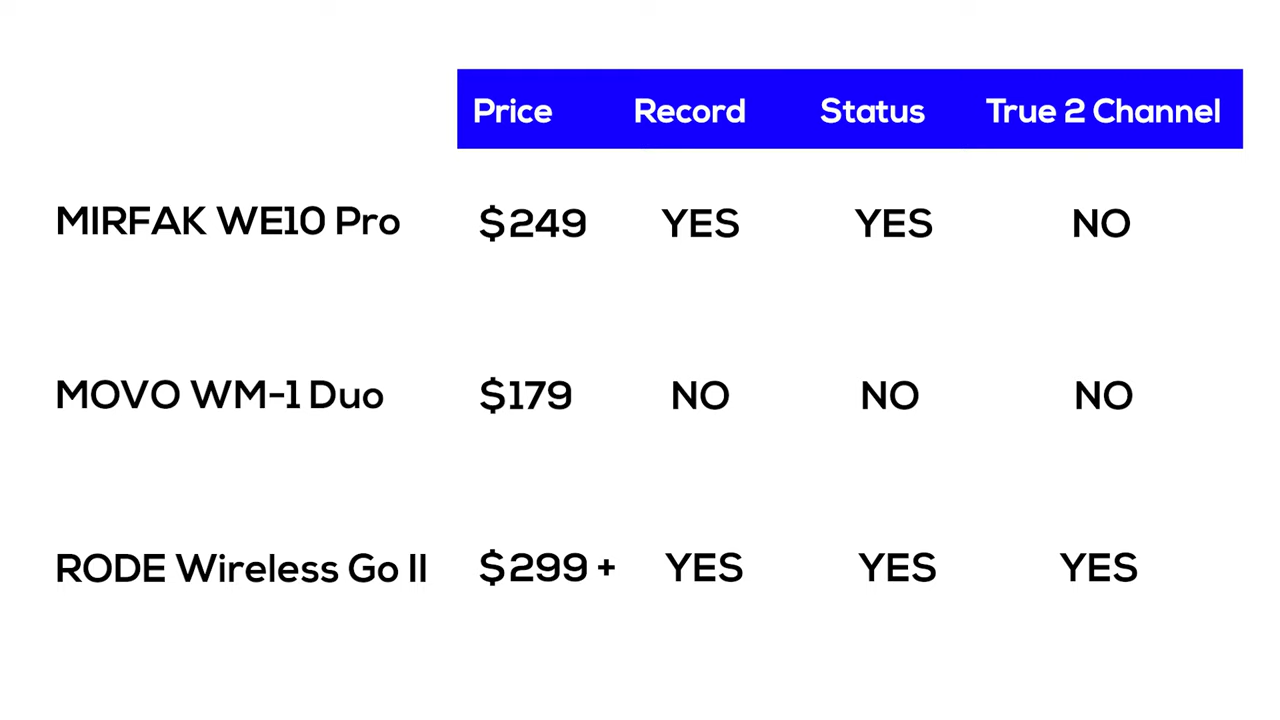 Price Record Status True 2 Channel
MIRFAK WE10 Pro $249 YES YES NO
MOVO WM-1 Duo $179 NO NO NO
RODE Wireless Go II $299 + YES YES YES